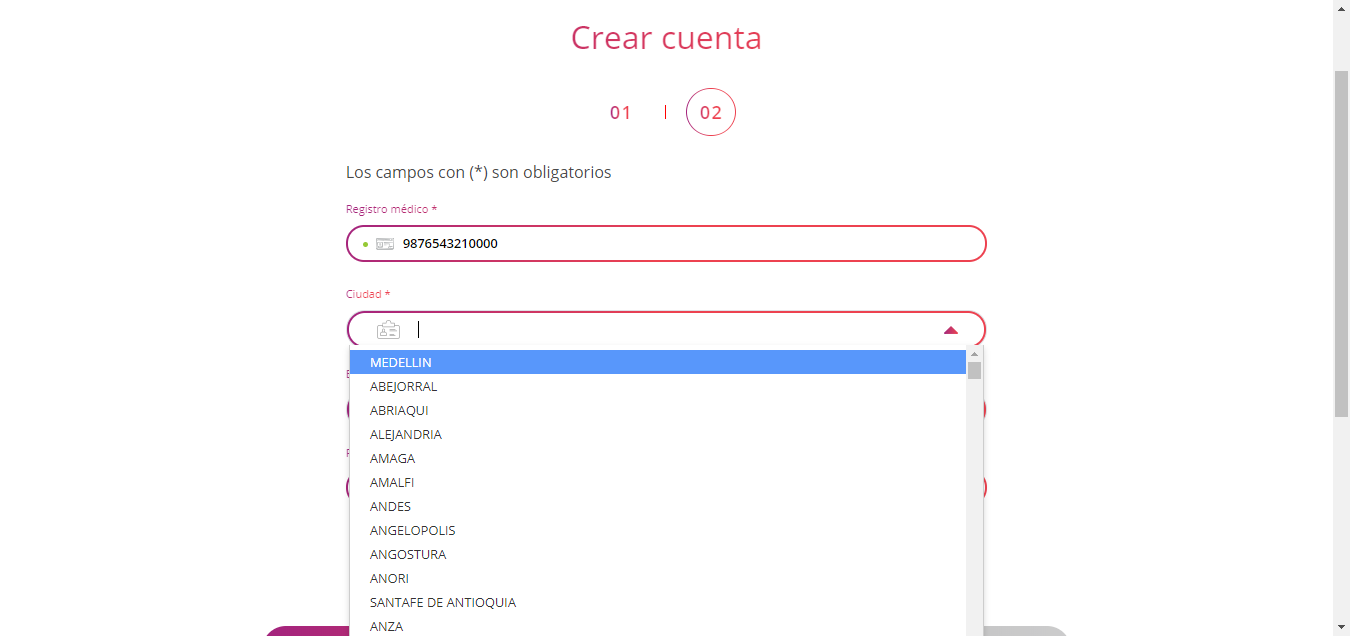 Crear cuenta
01 | 02
Los campos con (*) son obligatorios
Registro médico *
9876543210000
Ciudad *
MEDELLIN
ABEJORRAL
ABRIAQUI
ALEJANDRIA
AMAGA
AMALFI
ANDES
ANGELOPOLIS
ANGOSTURA
ANORI
SANTAFE DE ANTIOQUIA
ANZA